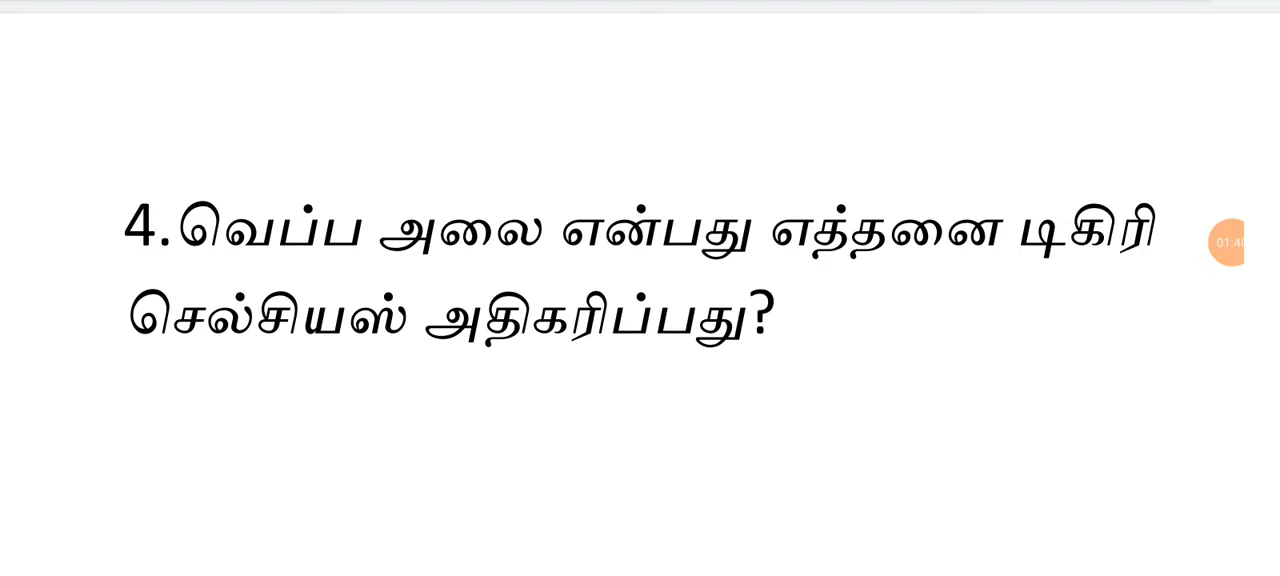 4.வெப்ப அலை என்பது எத்தனை டிகிரி
செல்சியஸ் அதிகரிப்பது?